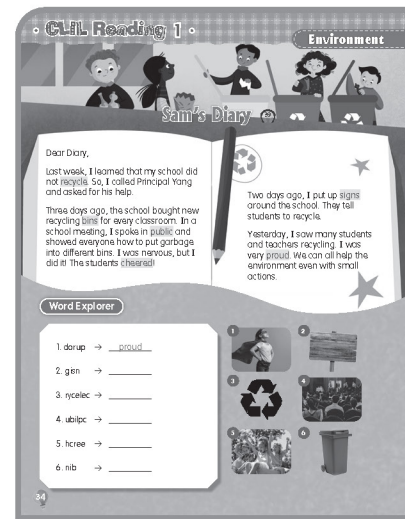 CLIL Reading 1
Environment
Sam's Diary
Dear Diary,
Last week, I learned that my school did
not recycle. So, I called Principal Yang
and asked for his help.
Three days ago, the school bought new
recycling bins for every classroom. In a
school meeting, I spoke in public and
showed everyone how to put garbage
into different bins. I was nervous, but I
did it! The students cheered!
Two days ago, I put up signs
around the school. They tell
students to recycle.
Yesterday, I saw many students
and teachers recycling. I was
very proud. We can all help the
environment even with small
actions.
Word Explorer
1. dorup → proud
2. gisn →
3. rycelec →
4. ubilpc →
5. hcree →
6. nib →
1
2
3
4
5
6
34